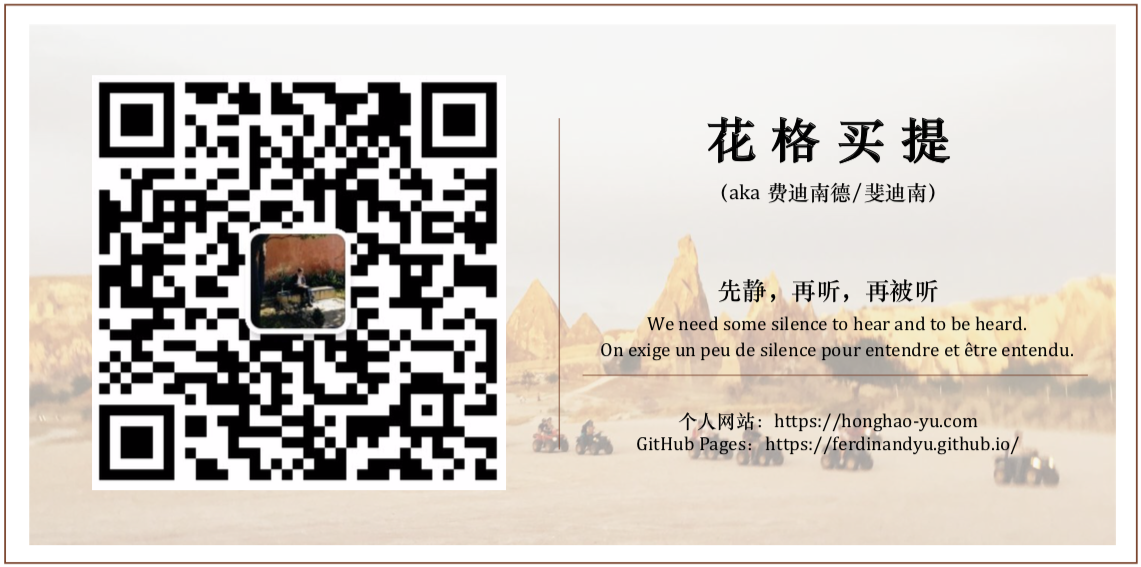 花格买提
(aka 费迪南德/斐迪南)
先静，再听，再被听
We need some silence to hear and to be heard.
On exige un peu de silence pour entendre et être entendu.
个人网站：https://honghao-yu.com
GitHub Pages：https://ferdinandyu.github.io/